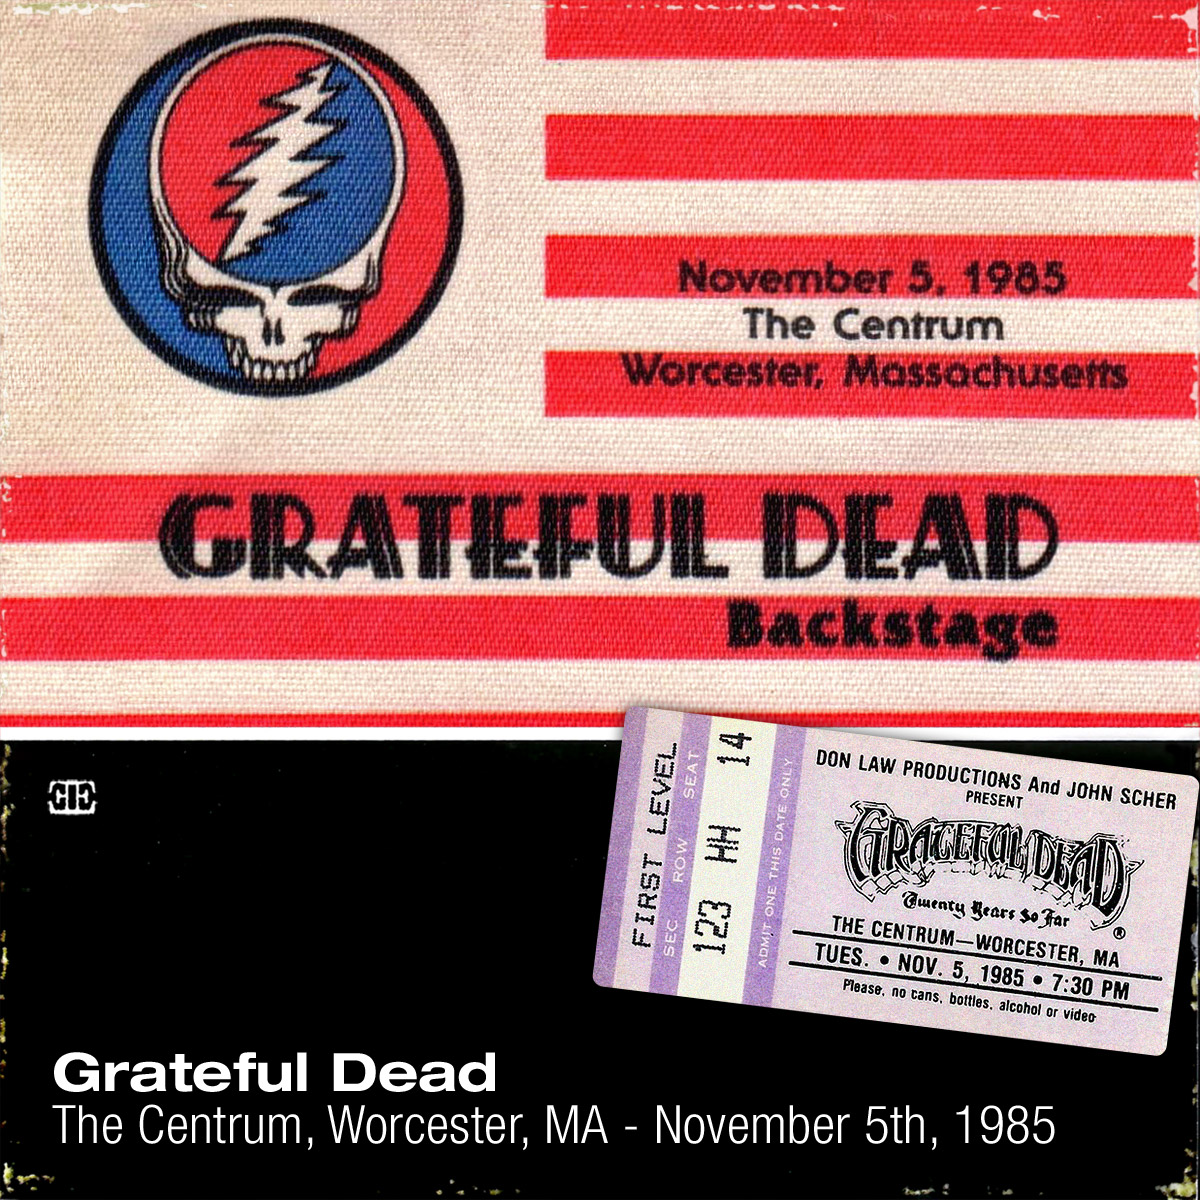 November 5, 1985
The Centrum
Worcester, Massachusetts
GRATEFUL DEAD
Backstage
FIRST LEVEL
SEC ROW SEAT
123 HH 14
ADMIT ONE THIS DATE ONLY
DON LAW PRODUCTIONS And JOHN SCHER
PRESENT
GRATEFUL DEAD
Twenty Years So Far
®
THE CENTRUM—WORCESTER, MA
TUES. • NOV. 5, 1985 • 7:30 PM
Please, no cans, bottles, alcohol or video
Grateful Dead
The Centrum, Worcester, MA - November 5th, 1985